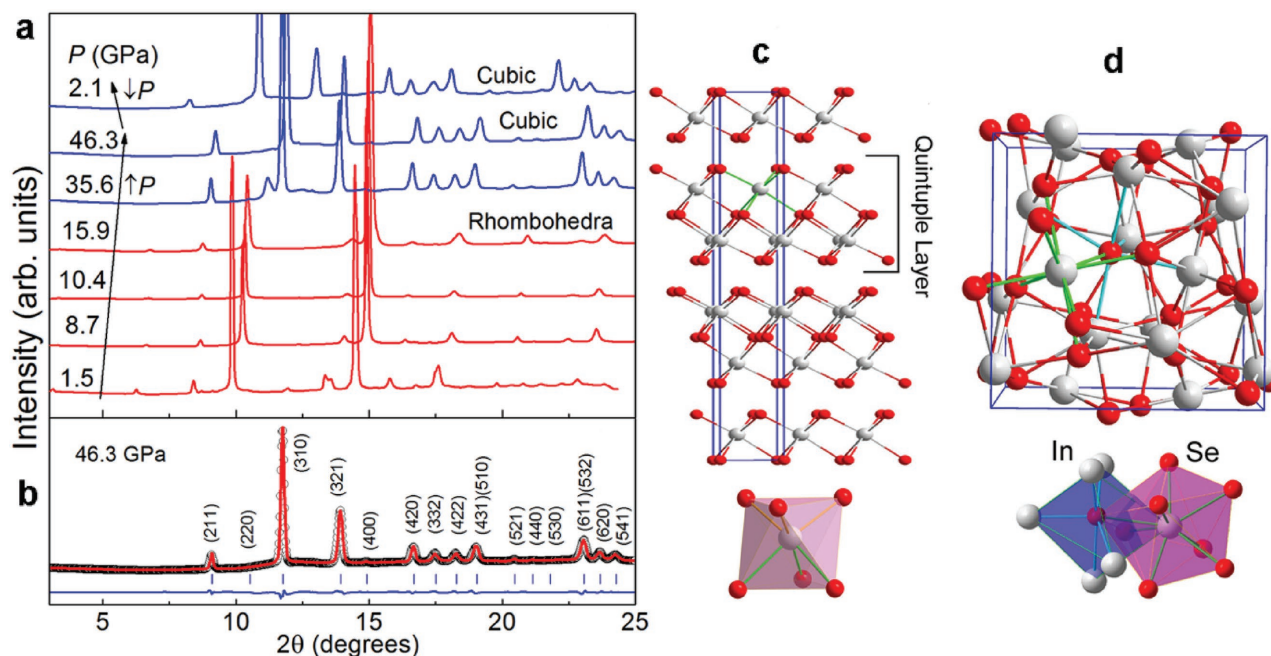 a
P (GPa)
2.1 ↓P
Cubic
46.3
Cubic
35.6 ↑P
15.9
Rhombohedra
10.4
8.7
1.5
Intensity (arb. units)
b
46.3 GPa
(211)
(220)
(310)
(321)
(400)
(420)
(332)
(422)
(431)(510)
(521)
(440)
(530)
(611)(532)
(620)
(541)
5 10 15 20 25
2θ (degrees)
c
Quintuple Layer
d
In
Se